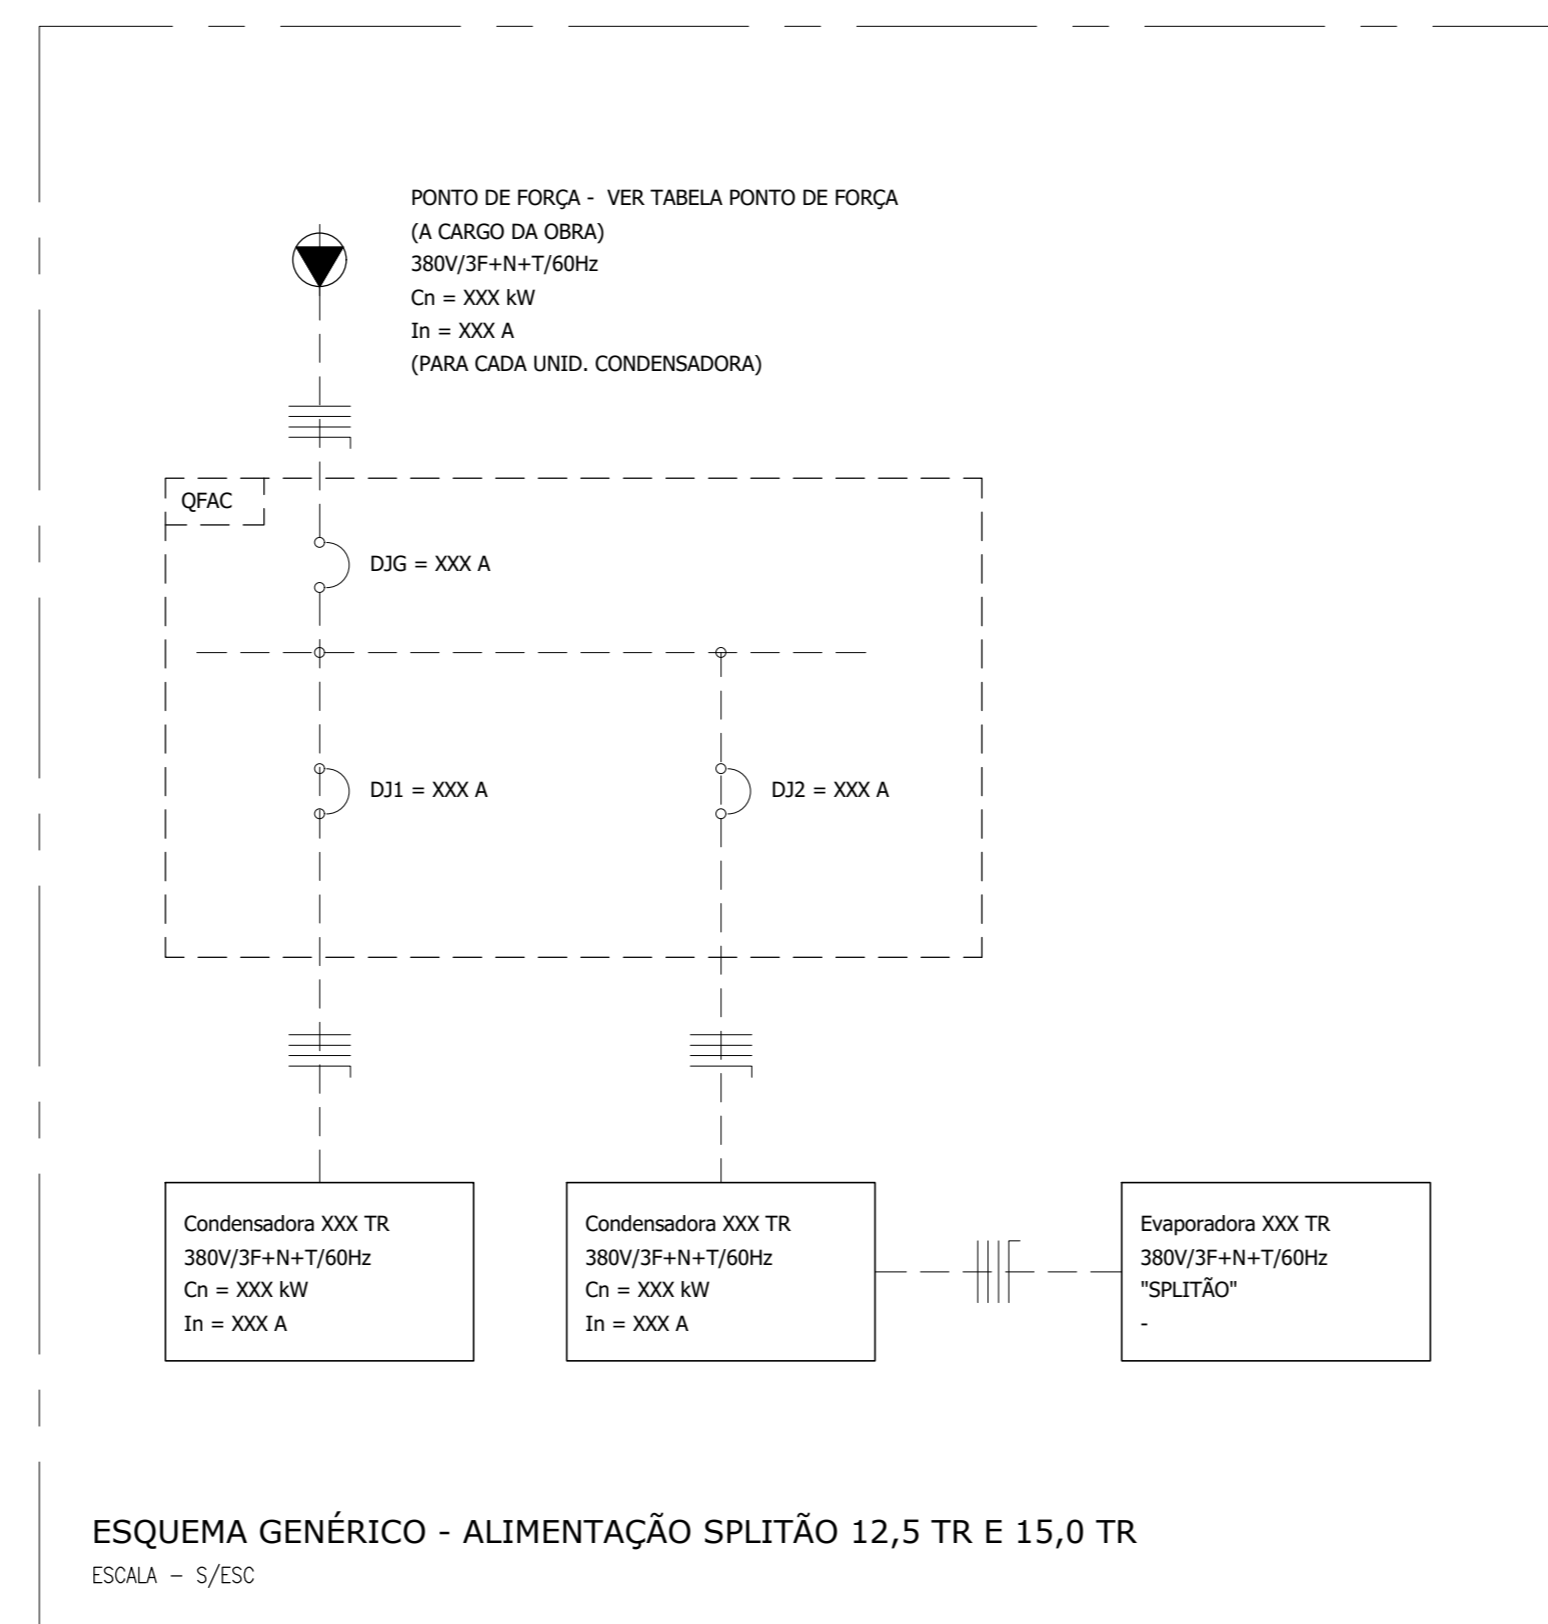 PONTO DE FORÇA - VER TABELA PONTO DE FORÇA
(A CARGO DA OBRA)
380V/3F+N+T/60Hz
Cn = XXX kW
In = XXX A
(PARA CADA UNID. CONDENSADORA)
QFAC
DJG = XXX A
DJ1 = XXX A
DJ2 = XXX A
Condensadora XXX TR
380V/3F+N+T/60Hz
Cn = XXX kW
In = XXX A
Condensadora XXX TR
380V/3F+N+T/60Hz
Cn = XXX kW
In = XXX A
Evaporadora XXX TR
380V/3F+N+T/60Hz
"SPLITÃO"
-
ESQUEMA GENÉRICO - ALIMENTAÇÃO SPLITÃO 12,5 TR E 15,0 TR
ESCALA – S/ESC